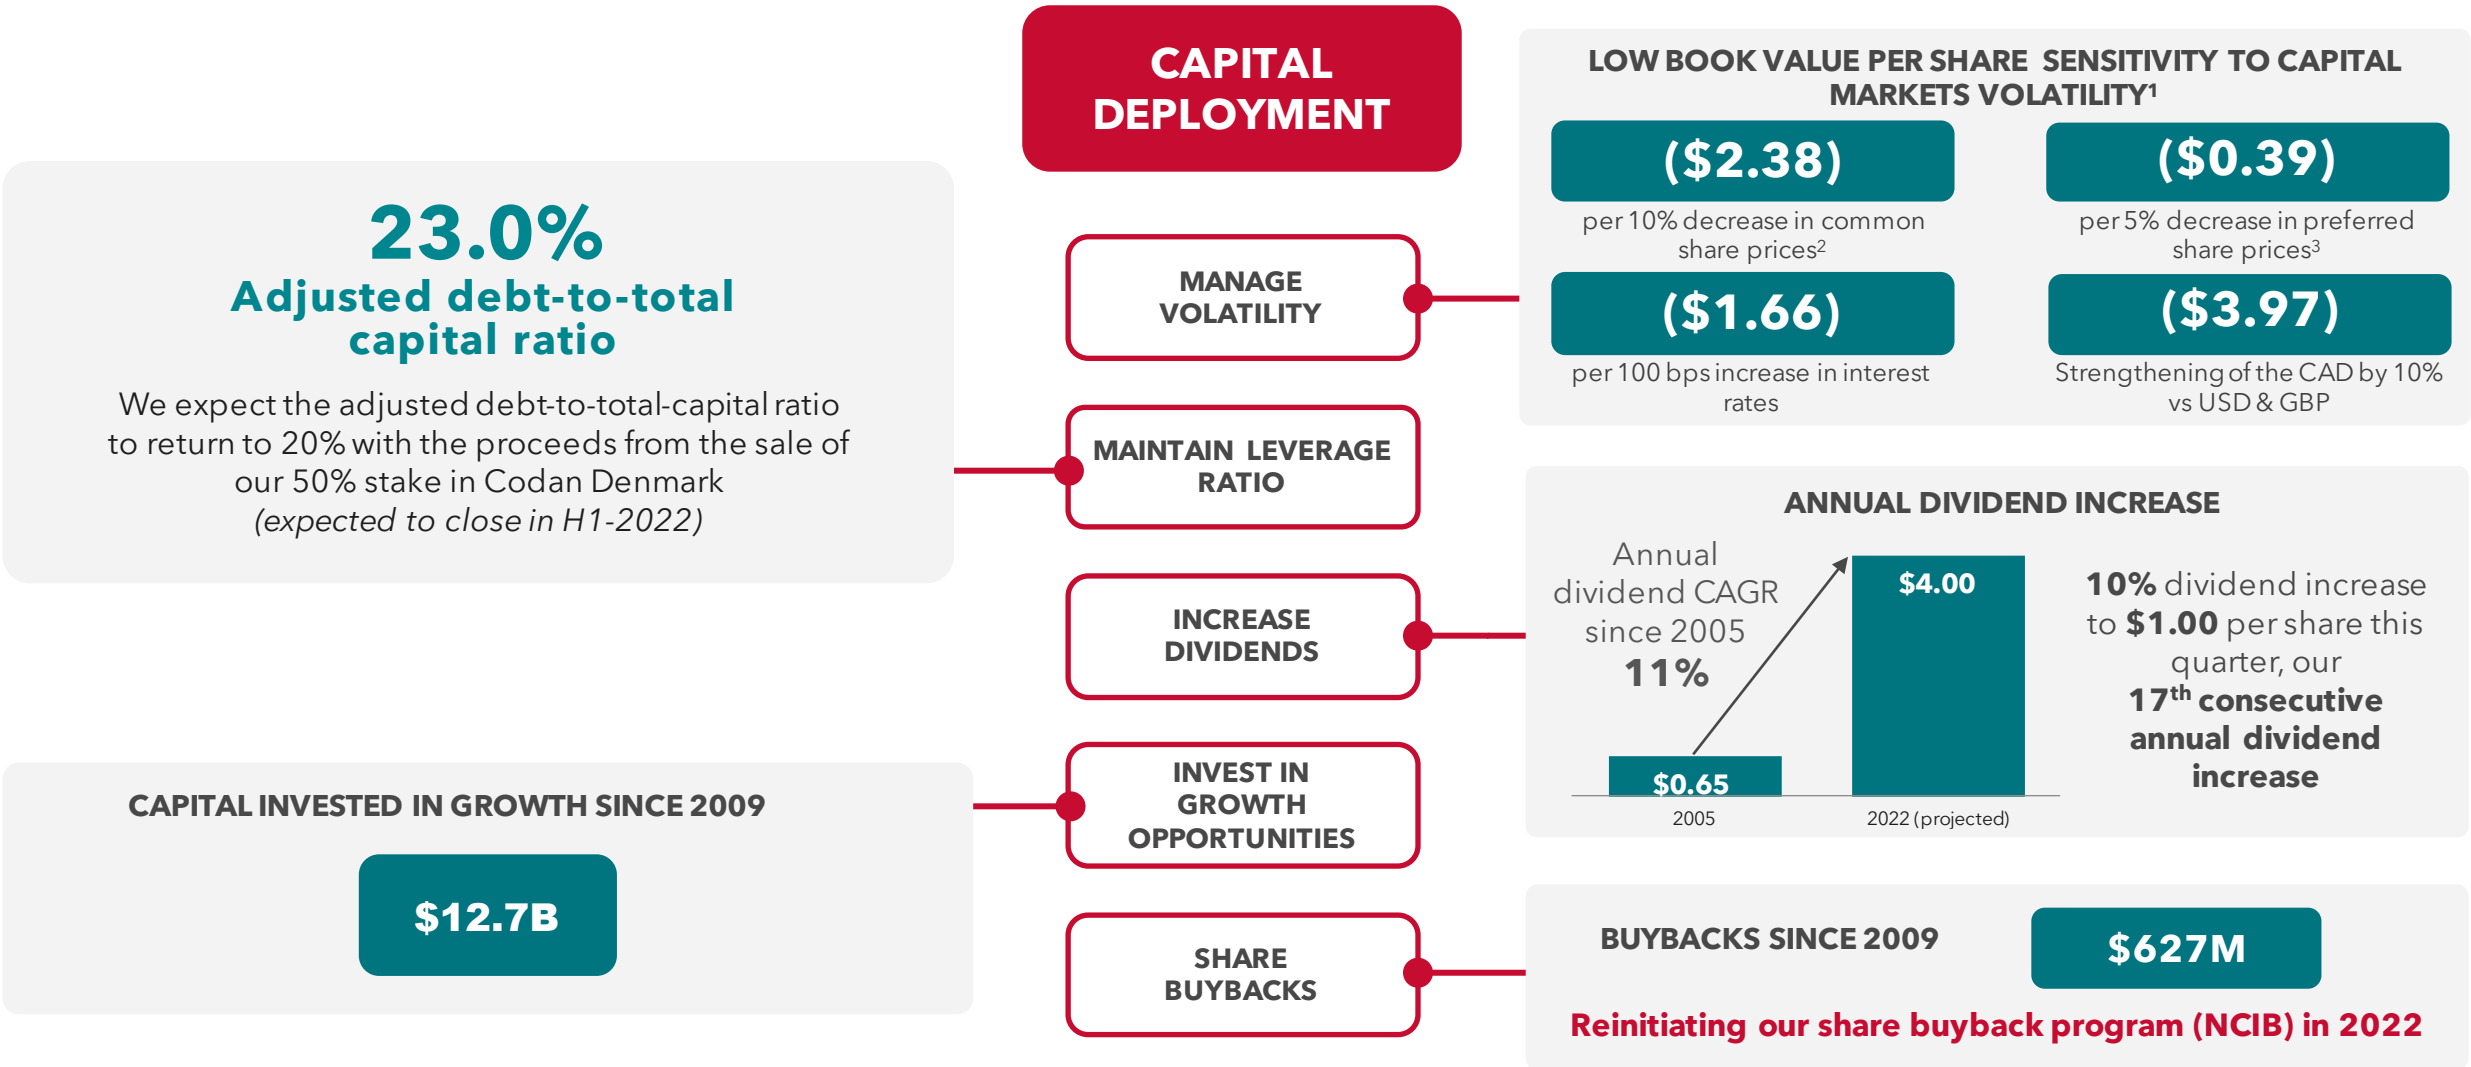 CAPITAL
DEPLOYMENT
23.0%
Adjusted debt-to-total
capital ratio
We expect the adjusted debt-to-total-capital ratio
to return to 20% with the proceeds from the sale of
our 50% stake in Codan Denmark
(expected to close in H1-2022)
CAPITAL INVESTED IN GROWTH SINCE 2009
$12.7B
MANAGE
VOLATILITY
MAINTAIN LEVERAGE
RATIO
INCREASE
DIVIDENDS
INVEST IN
GROWTH
OPPORTUNITIES
SHARE
BUYBACKS
LOW BOOK VALUE PER SHARE SENSITIVITY TO CAPITAL
MARKETS VOLATILITY¹
($2.38)
per 10% decrease in common
share prices²
($0.39)
per 5% decrease in preferred
share prices³
($1.66)
per 100 bps increase in interest
rates
($3.97)
Strengthening of the CAD by 10%
vs USD & GBP
ANNUAL DIVIDEND INCREASE
Annual
dividend CAGR
since 2005
11%
$0.65
$4.00
2005
2022 (projected)
10% dividend increase
to $1.00 per share this
quarter, our
17th consecutive
annual dividend
increase
BUYBACKS SINCE 2009
$627M
Reinitiating our share buyback program (NCIB) in 2022